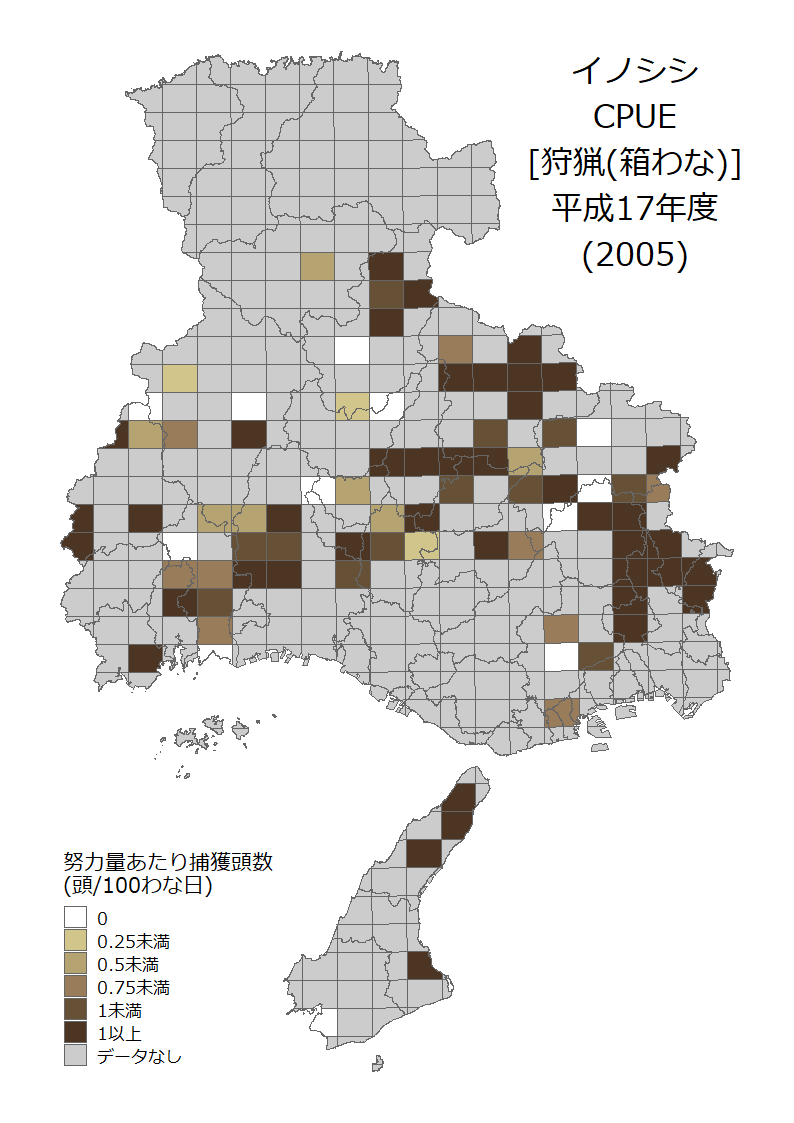 イノシシ
CPUE
[狩猟(箱わな)]
平成17年度
(2005)
努力量あたり捕獲頭数
(頭/100わな日)
0
0.25未満
0.5未満
0.75未満
1未満
1以上
データなし